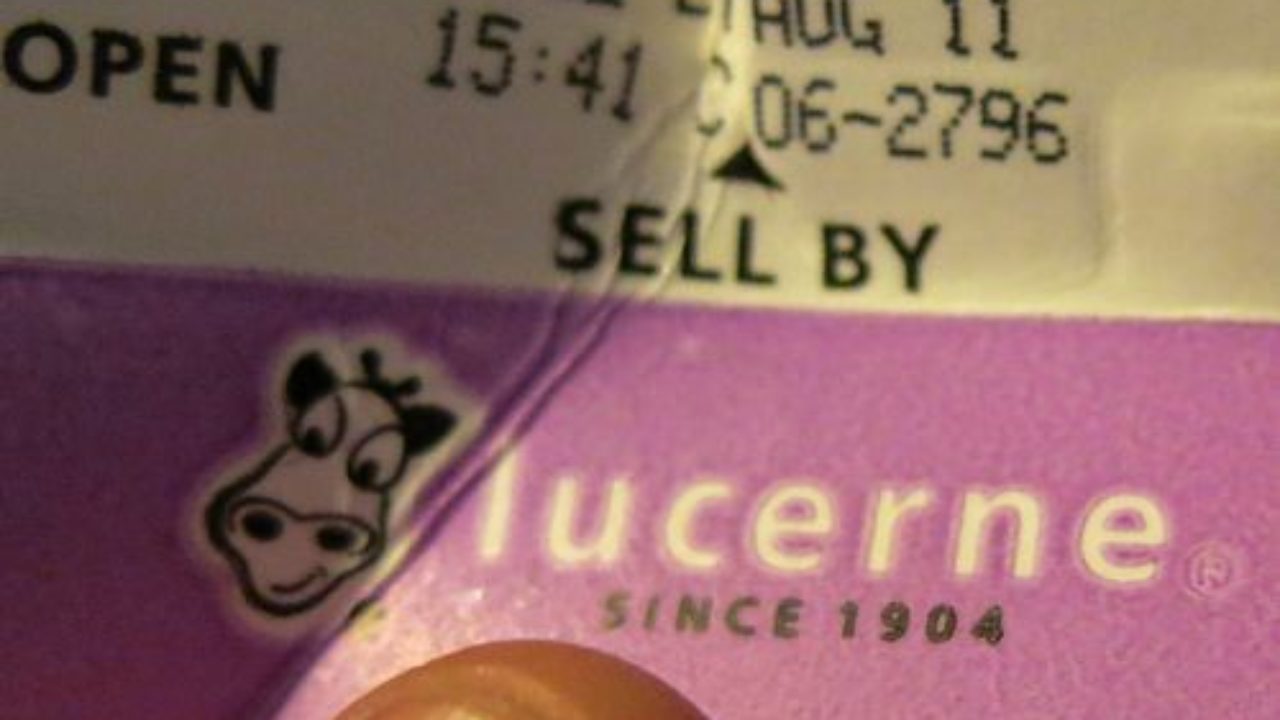 OPEN
15:41
AUG 11
06-2796
SELL BY
lucerne®
SINCE 1904